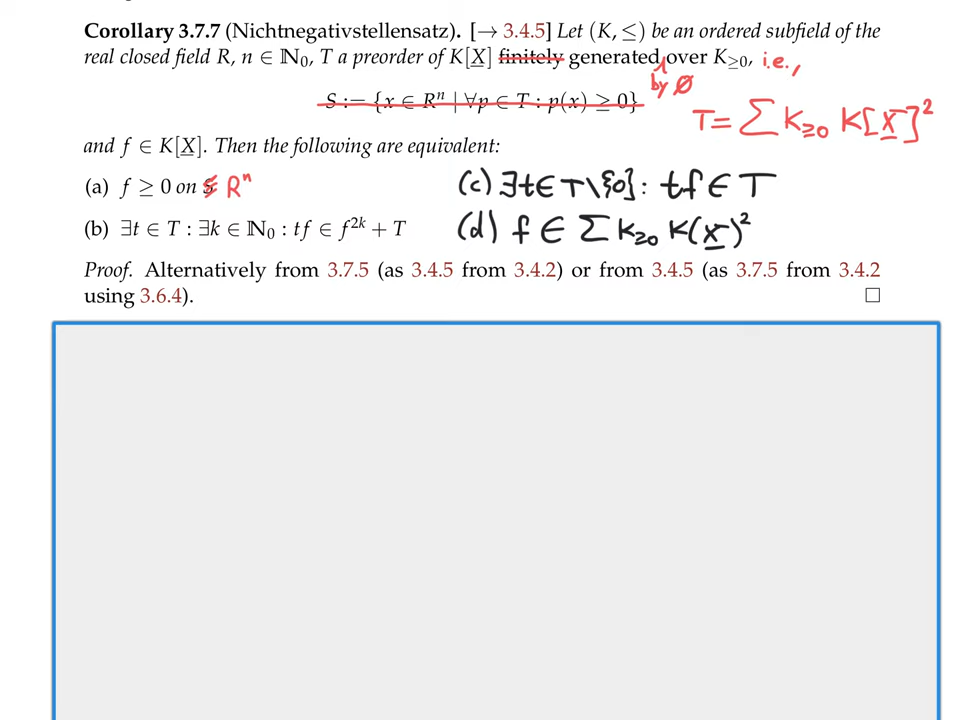 Corollary 3.7.7 (Nichtnegativstellensatz). [→ 3.4.5] Let (K, ≤) be an ordered subfield of the
real closed field R, n ∈ ℕ₀, T a preorder of K[X] finitely generated by ∅ over K≥0, i.e.,
S := {x ∈ Rⁿ | ∀p ∈ T : p(x) ≥ 0}
T = ∑ K≥0 K[X]²
and f ∈ K[X]. Then the following are equivalent:
(a) f ≥ 0 on S Rⁿ
(c) ∃t ∈ T\{0}: tf ∈ T
(b) ∃t ∈ T : ∃k ∈ ℕ₀ : tf ∈ f²ᵏ + T
(d) f ∈ ∑ K≥0 K(X)²
Proof. Alternatively from 3.7.5 (as 3.4.5 from 3.4.2) or from 3.4.5 (as 3.7.5 from 3.4.2
using 3.6.4). □